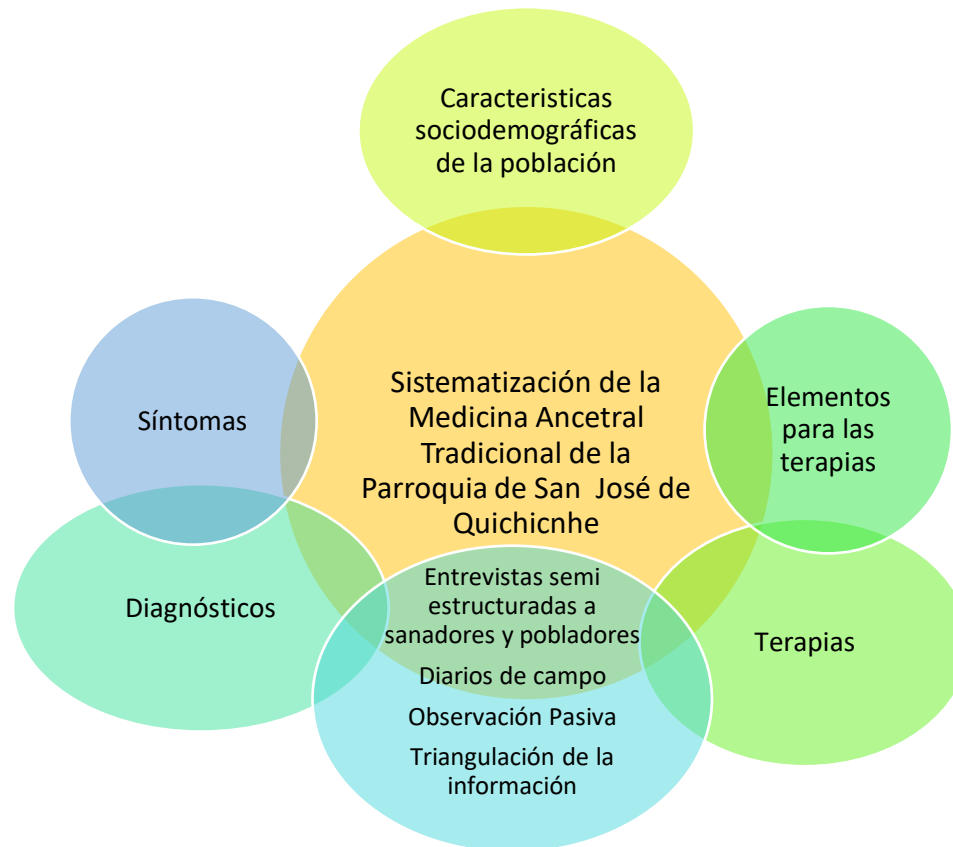 Caracteristicas
sociodemográficas
de la población
Síntomas
Sistematización de la
Medicina Ancetral
Tradicional de la
Parroquia de San José de
Quichicnhe
Elementos
para las
terapias
Diagnósticos
Entrevistas semi
estructuradas a
sanadores y pobladores
Diarios de campo
Observación Pasiva
Triangulación de la
información
Terapias